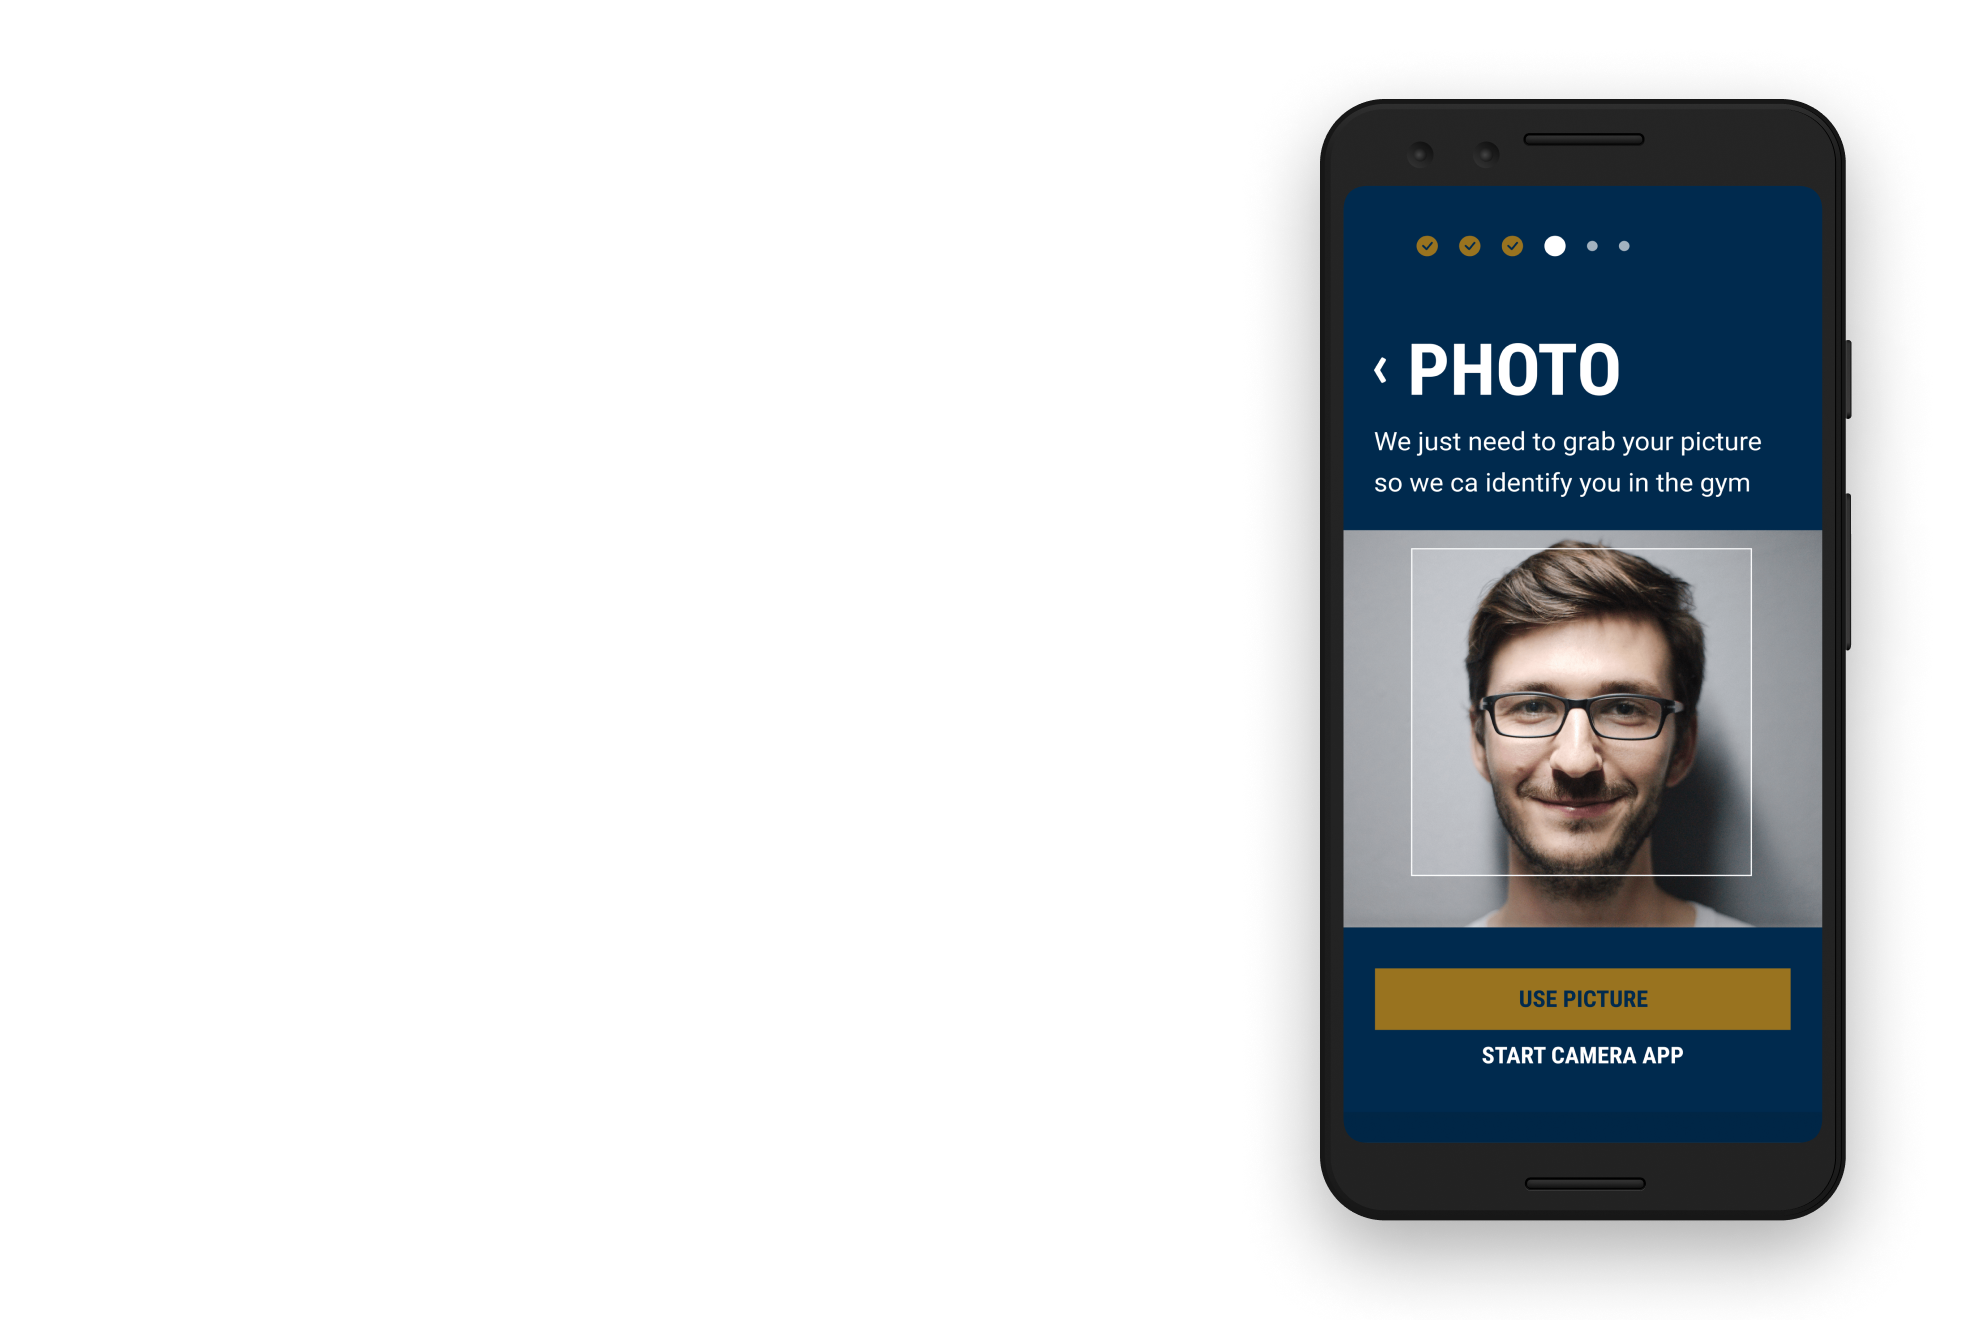 PHOTO
We just need to grab your picture
so we ca identify you in the gym
USE PICTURE
START CAMERA APP